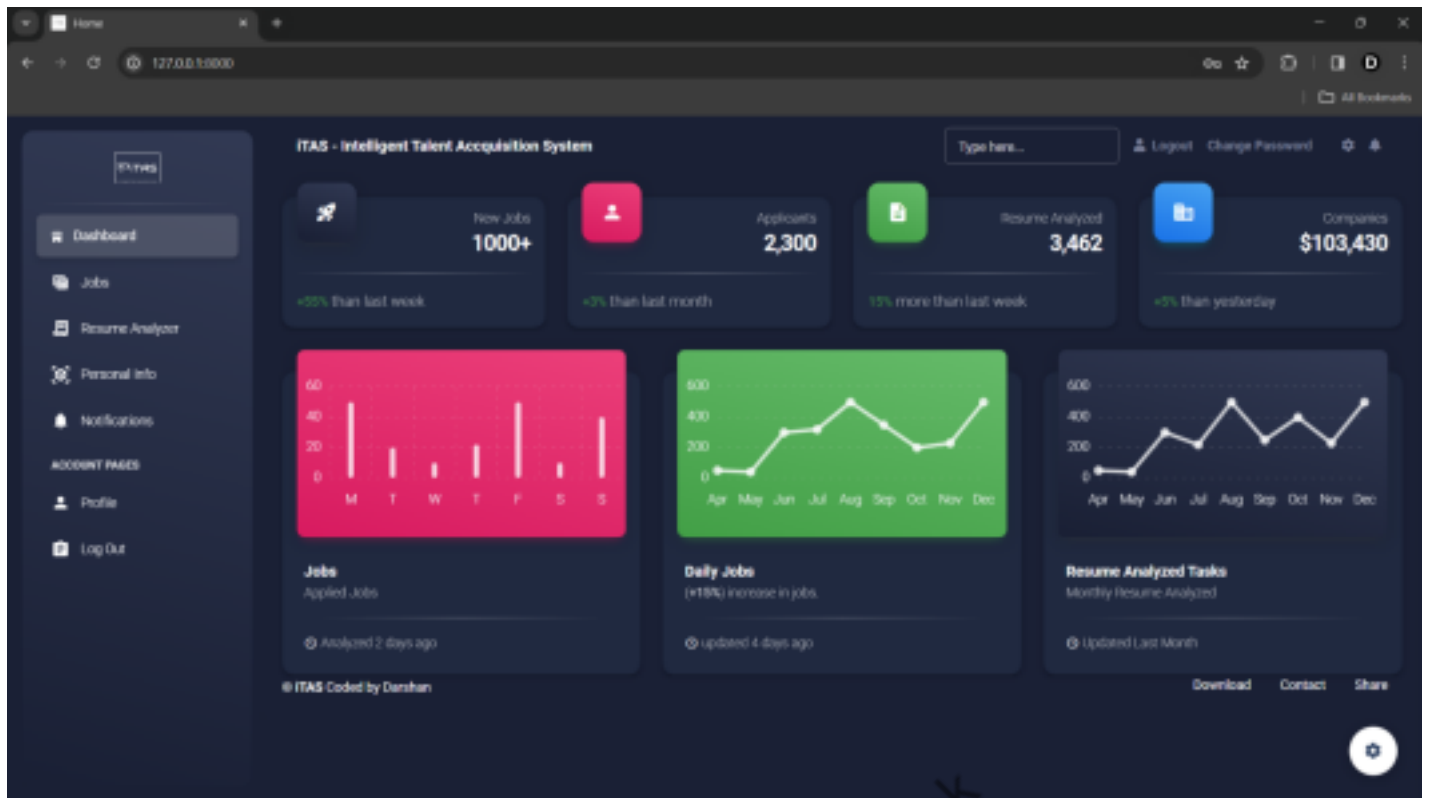 Home
127.0.0.1:8000
All Bookmarks
iTAS - Intelligent Talent Accquisition System
Type here...
Logout
Change Password
Dashboard
Jobs
Resume Analyzer
Personal Info
Notifications
ACCOUNT PAGES
Profile
Log Out
New Jobs
1000+
+55% than last week
Applicants
2,300
+3% than last month
Resume Analyzed
3,462
15% more than last week
Companies
$103,430
+5% than yesterday
60
40
20
0
M T W T F S S
Jobs
Applied Jobs
Analyzed 2 days ago
600
400
200
0
Apr May Jun Jul Aug Sep Oct Nov Dec
Daily Jobs
(+15%) increase in jobs.
updated 4 days ago
600
400
200
0
Apr May Jun Jul Aug Sep Oct Nov Dec
Resume Analyzed Tasks
Monthly Resume Analyzed
Updated Last Month
© iTAS Coded by Darshan
Download
Contact
Share